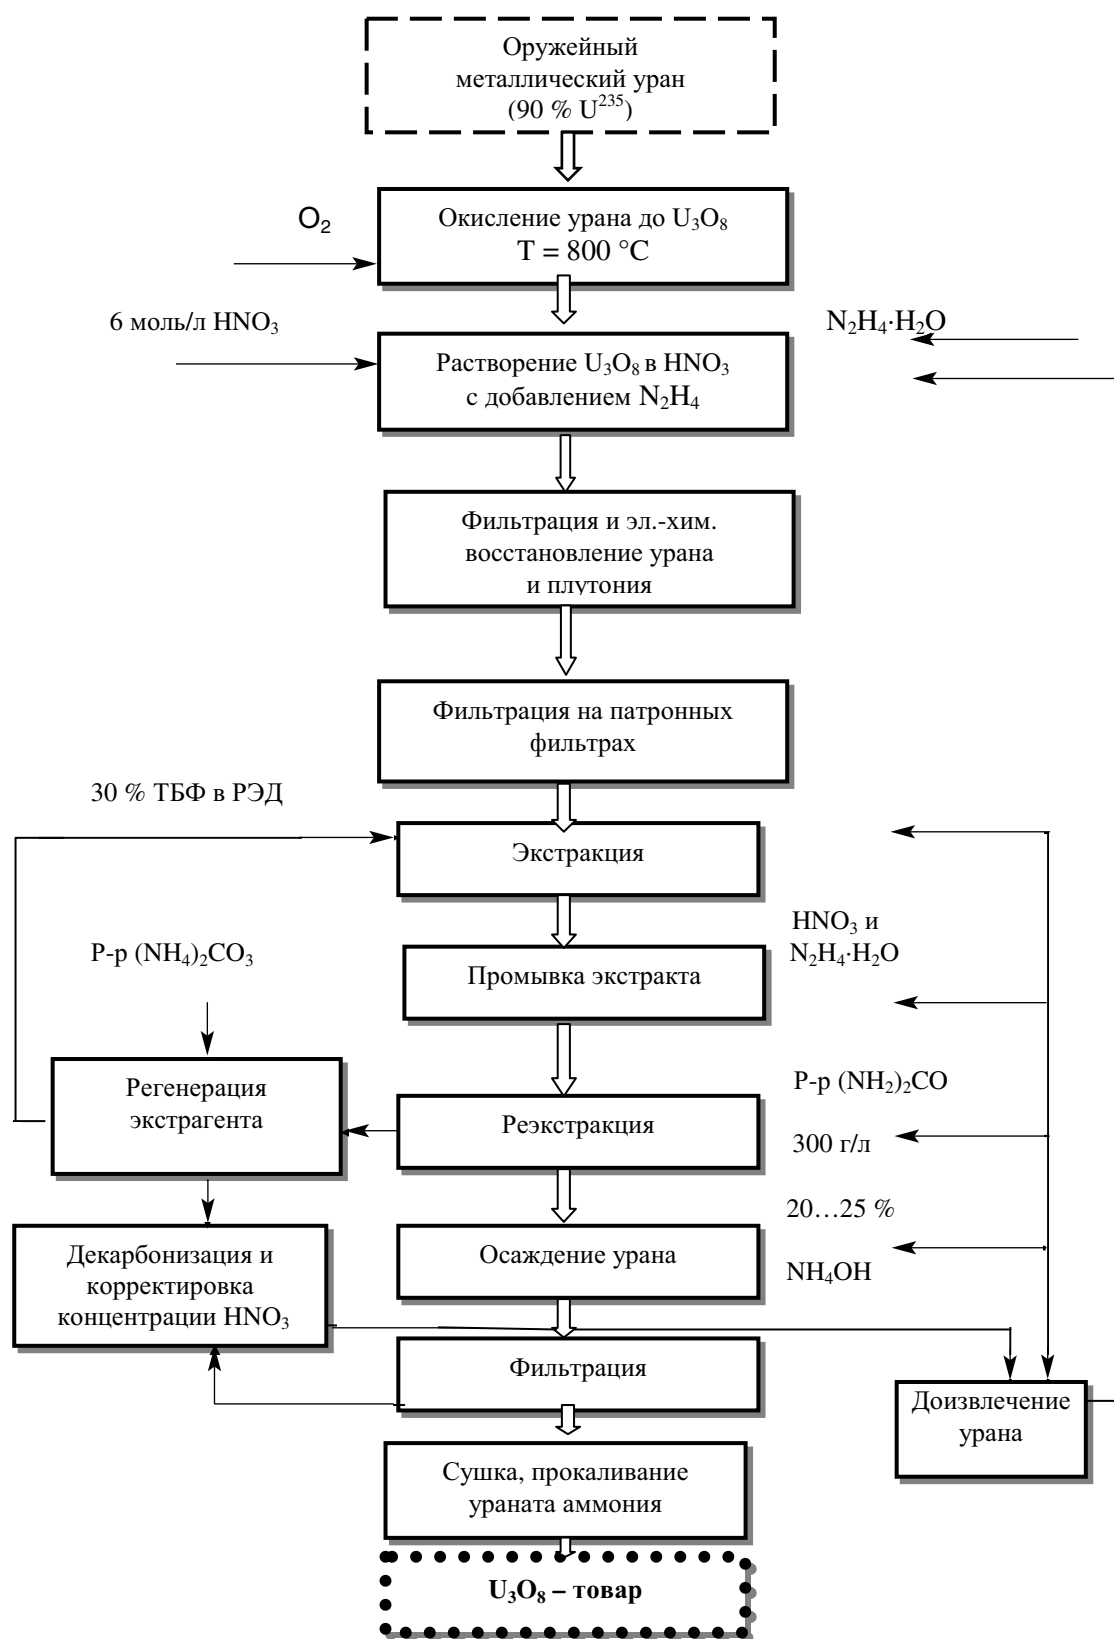 Оружейный
металлический уран
(90 % U²³⁵)
O₂
Окисление урана до U₃O₈
T = 800 °C
6 моль/л HNO₃
N₂H₄·H₂O
Растворение U₃O₈ в HNO₃
с добавлением N₂H₄
Фильтрация и эл.-хим.
восстановление урана
и плутония
Фильтрация на патронных
фильтрах
30 % ТБФ в РЭД
Экстракция
HNO₃ и
N₂H₄·H₂O
Р-р (NH₄)₂CO₃
Промывка экстракта
Регенерация
экстрагента
Р-р (NH₂)₂CO
300 г/л
Реэкстракция
20…25 %
NH₄OH
Осаждение урана
Декарбонизация и
корректировка
концентрации HNO₃
Фильтрация
Доизвлечение
урана
Сушка, прокаливание
ураната аммония
U₃O₈ – товар